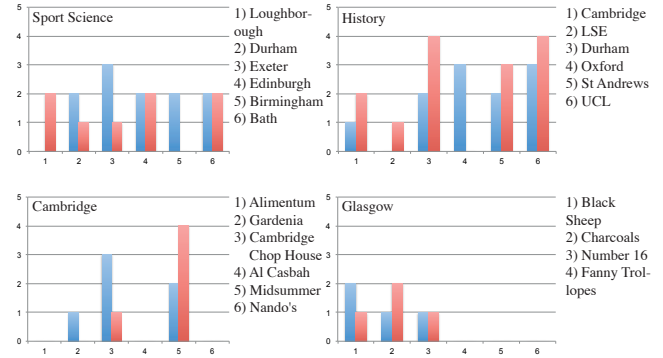 Sport Science
5
4
3
2
1
0
1 2 3 4 5 6
1) Loughbor-
ough
2) Durham
3) Exeter
4) Edinburgh
5) Birmingham
6) Bath
History
5
4
3
2
1
0
1 2 3 4 5 6
1) Cambridge
2) LSE
3) Durham
4) Oxford
5) St Andrews
6) UCL
Cambridge
5
4
3
2
1
0
1 2 3 4 5 6
1) Alimentum
2) Gardenia
3) Cambridge
Chop House
4) Al Casbah
5) Midsummer
6) Nando's
Glasgow
5
4
3
2
1
0
1 2 3 4 5 6
1) Black
Sheep
2) Charcoals
3) Number 16
4) Fanny Trol-
lopes